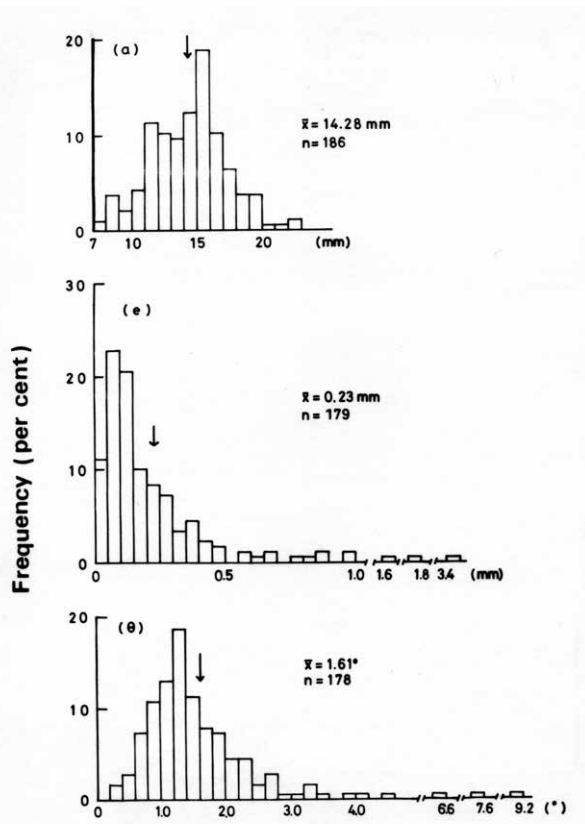 20
(a)
x̄ = 14.28 mm
n = 186
10
0
7 10 15 20 (mm)
Frequency (per cent)
30
(e)
20
x̄ = 0.23 mm
n = 179
10
0
0 0.5 1.0 1.6 1.8 3.4 (mm)
20
(θ)
x̄ = 1.61°
n = 178
10
0
0 1.0 2.0 3.0 4.0 6.6 7.6 9.2 (°)